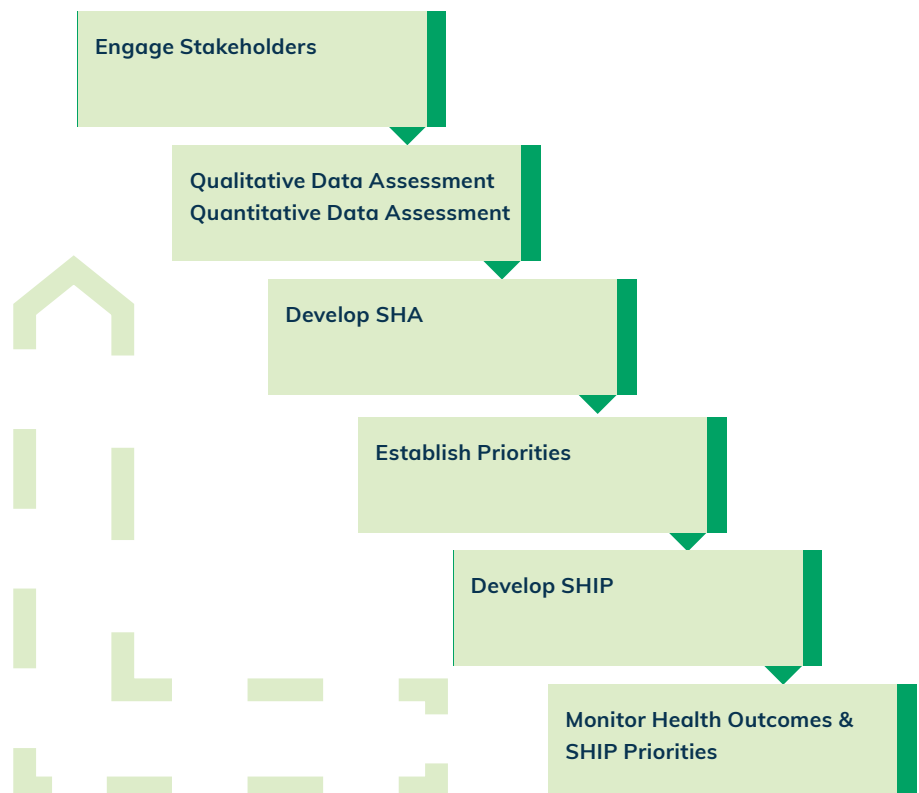 Engage Stakeholders
Qualitative Data Assessment
Quantitative Data Assessment
Develop SHA
Establish Priorities
Develop SHIP
Monitor Health Outcomes &
SHIP Priorities